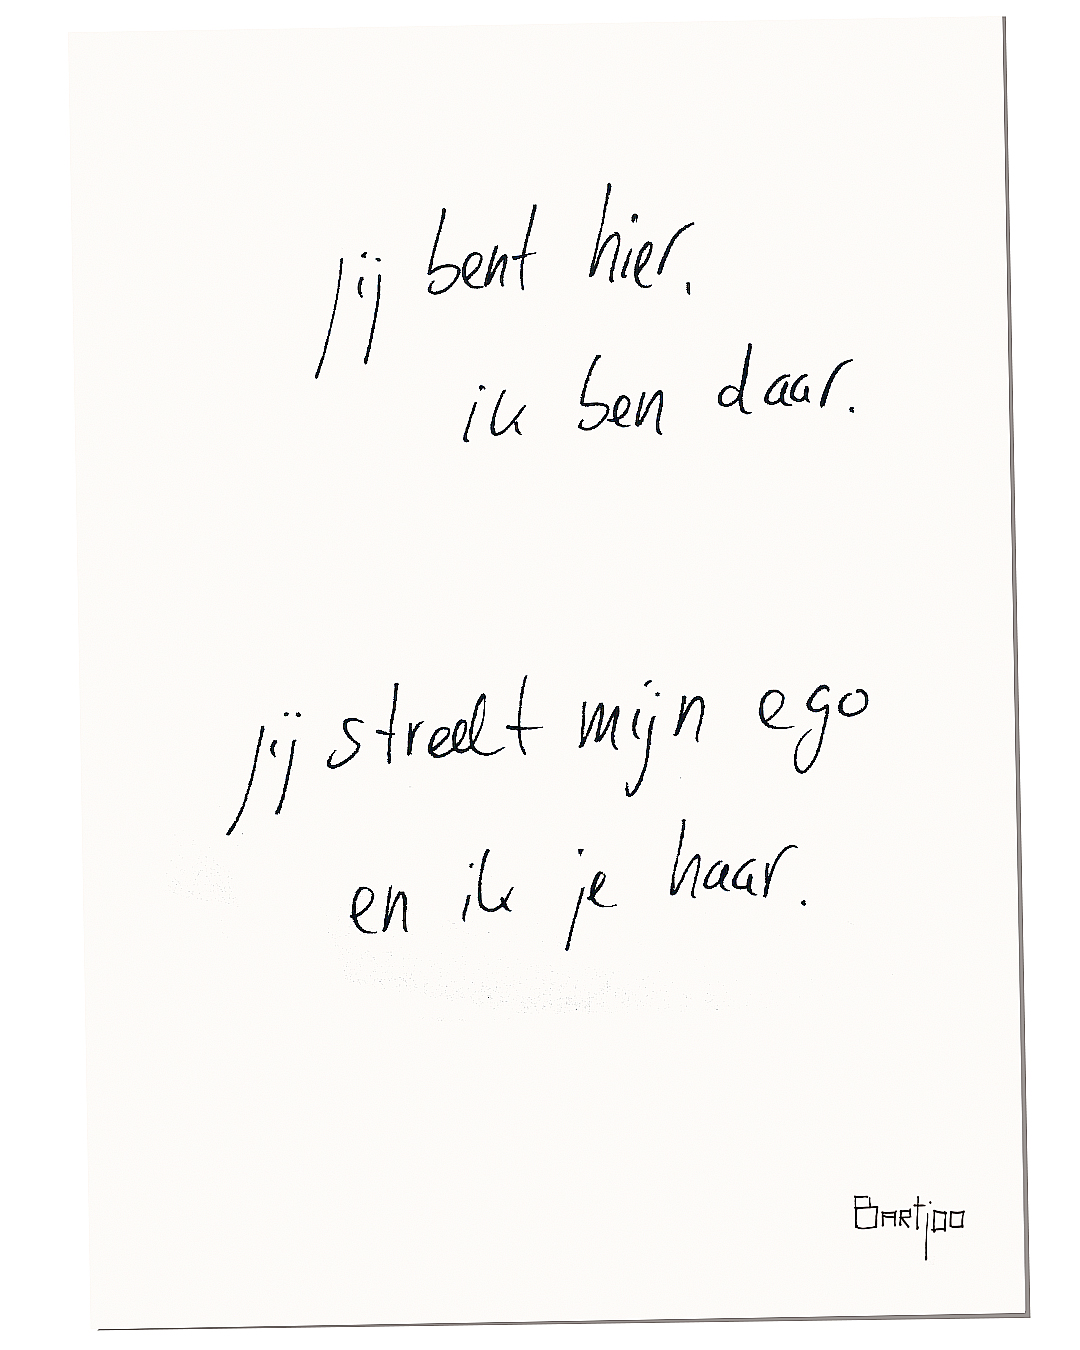 jij bent hier.
ik ben daar.
jij streelt mijn ego
en ik je haar.
Bartjoo